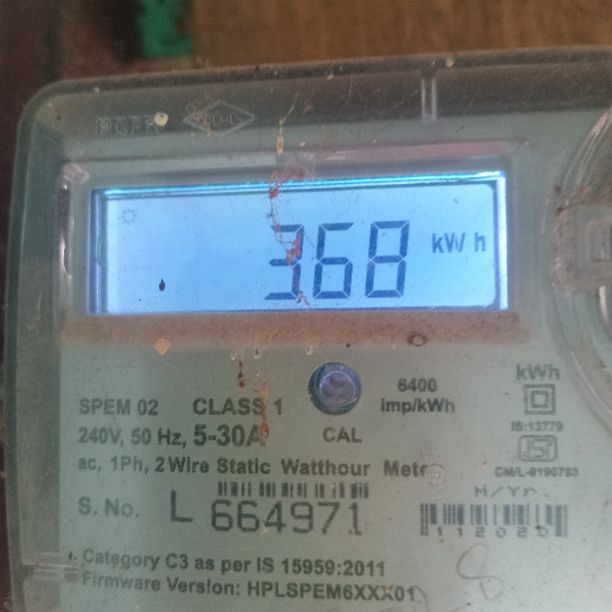 368 kWh
6400
imp/kWh
kWh
SPEM 02 CLASS 1
IS:13779
240V, 50 Hz, 5-30A
CAL
ac, 1Ph, 2 Wire Static Watthour Meter
CM/L-9190783
M/Yr.
S. No. L 664971
112020
Category C3 as per IS 15959:2011
Firmware Version: HPLSPEM6XXX01